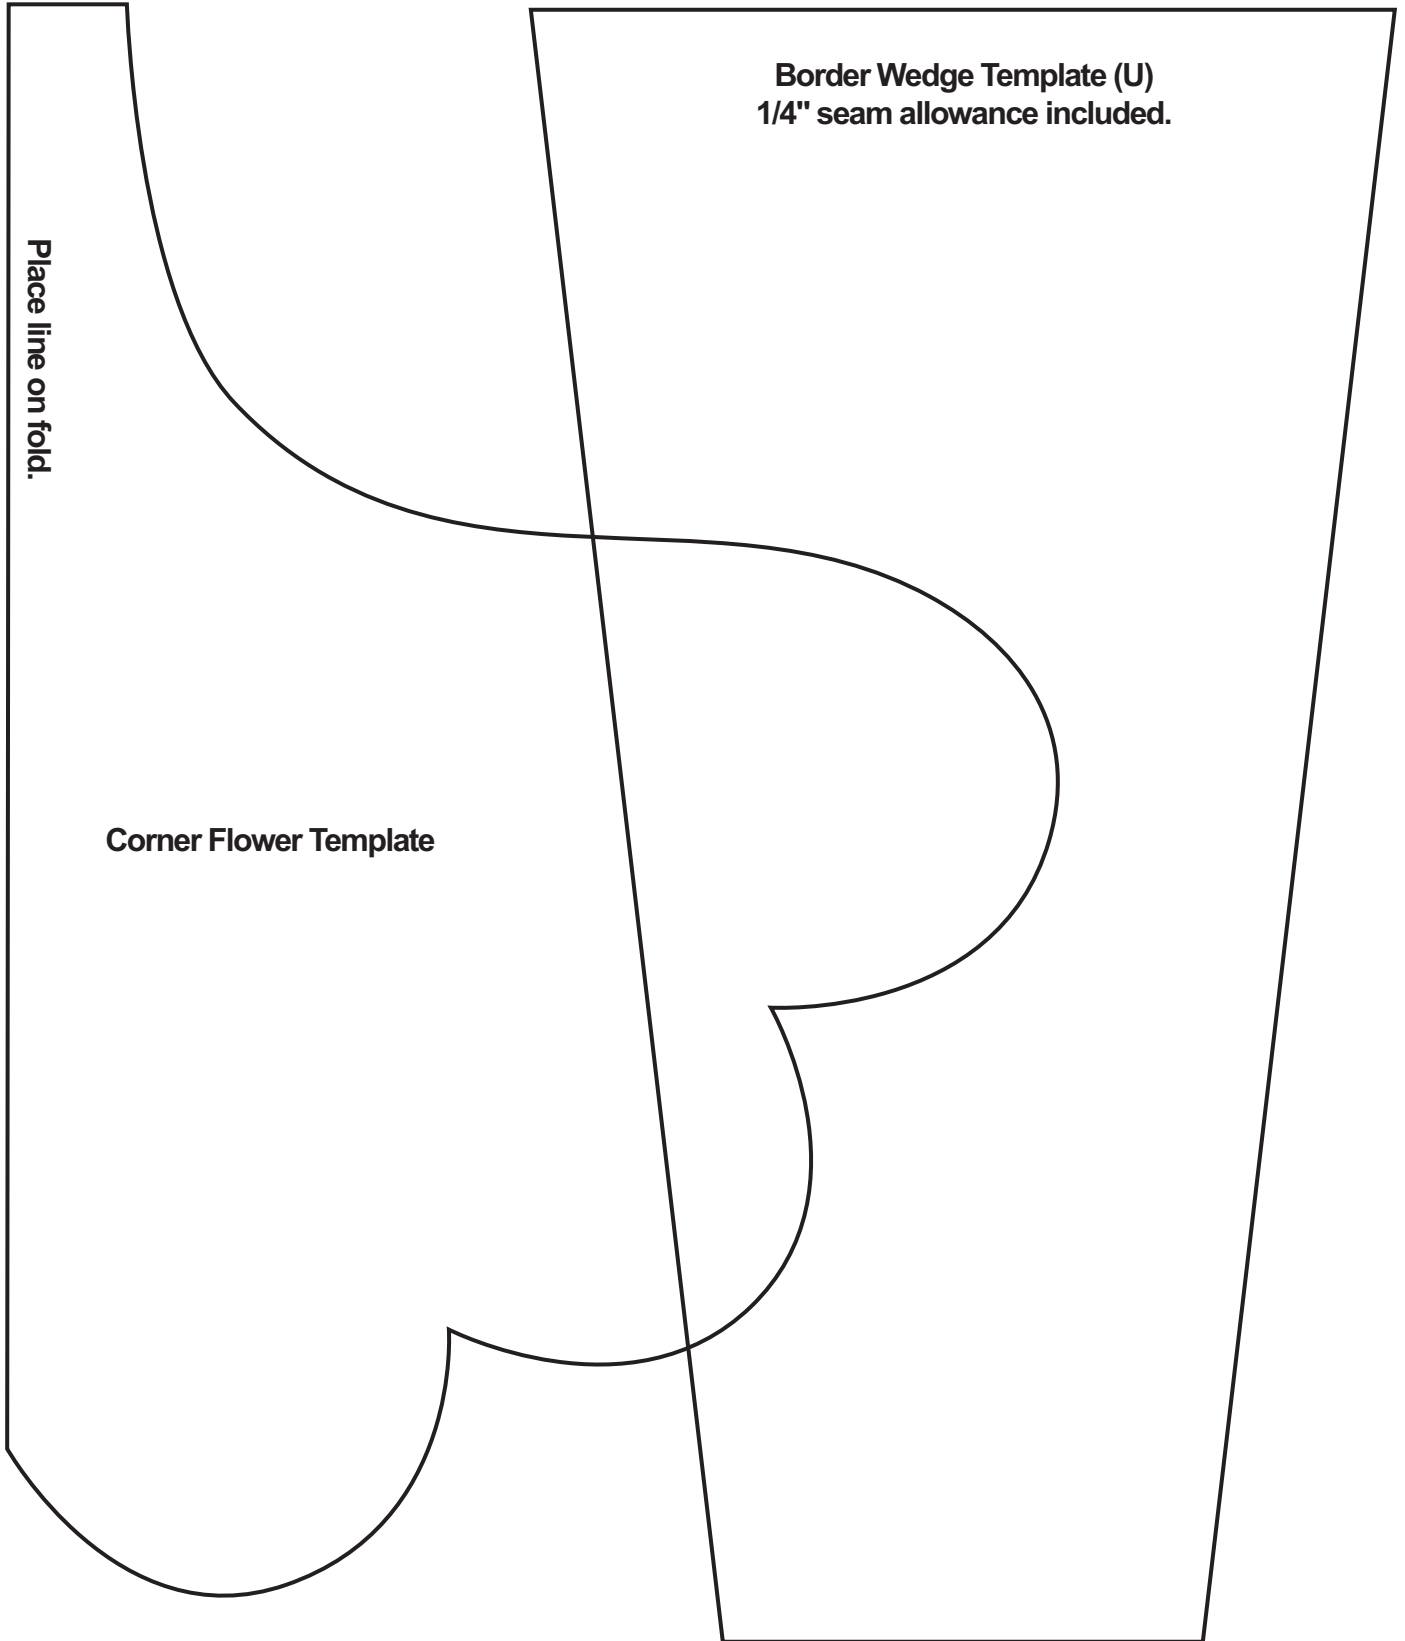 Border Wedge Template (U)
1/4" seam allowance included.
Place line on fold.
Corner Flower Template